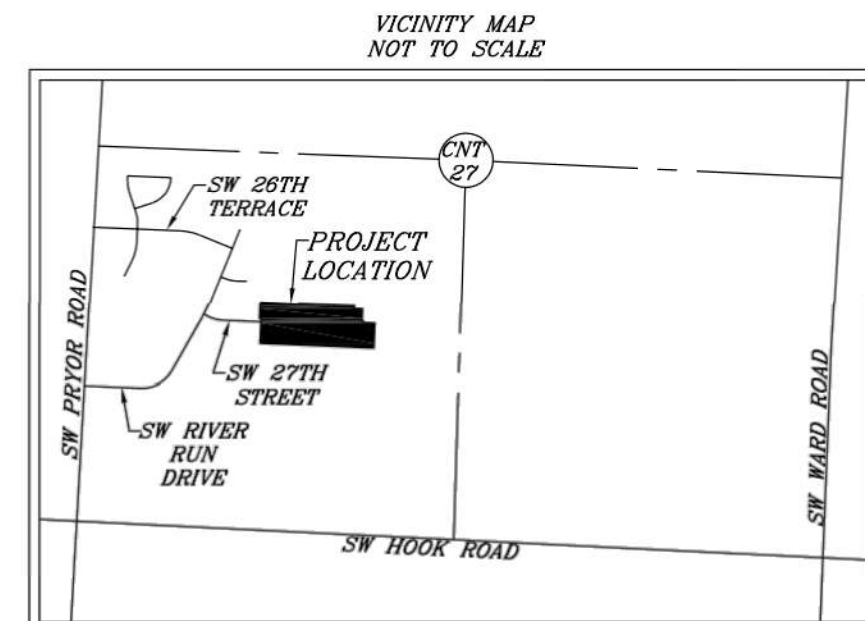 VICINITY MAP
NOT TO SCALE
CNT
27
SW 26TH
TERRACE
PROJECT
LOCATION
SW PRYOR ROAD
SW 27TH
STREET
SW RIVER
RUN
DRIVE
SW WARD ROAD
SW HOOK ROAD